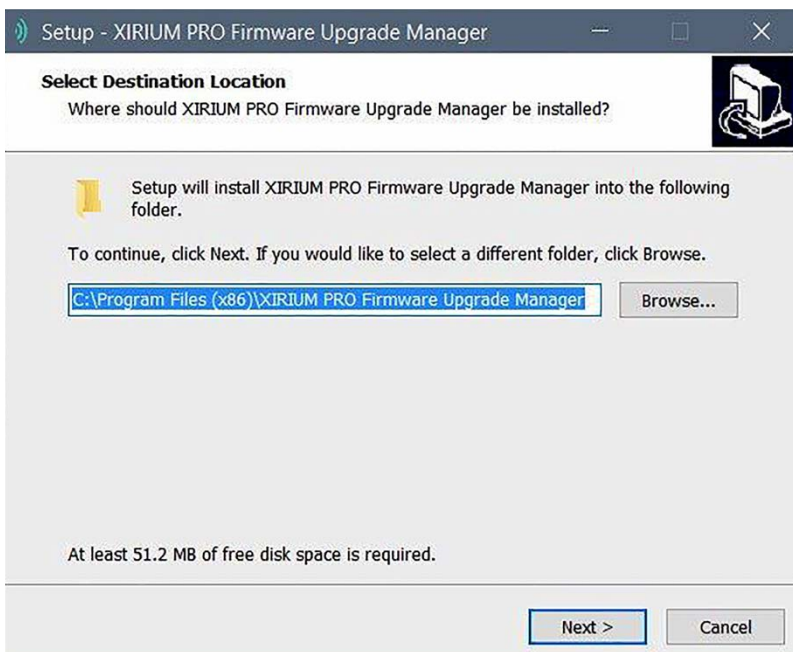 Setup - XIRIUM PRO Firmware Upgrade Manager
Select Destination Location
Where should XIRIUM PRO Firmware Upgrade Manager be installed?
Setup will install XIRIUM PRO Firmware Upgrade Manager into the following
folder.
To continue, click Next. If you would like to select a different folder, click Browse.
C:\Program Files (x86)\XIRIUM PRO Firmware Upgrade Manager
Browse...
At least 51.2 MB of free disk space is required.
Next >
Cancel